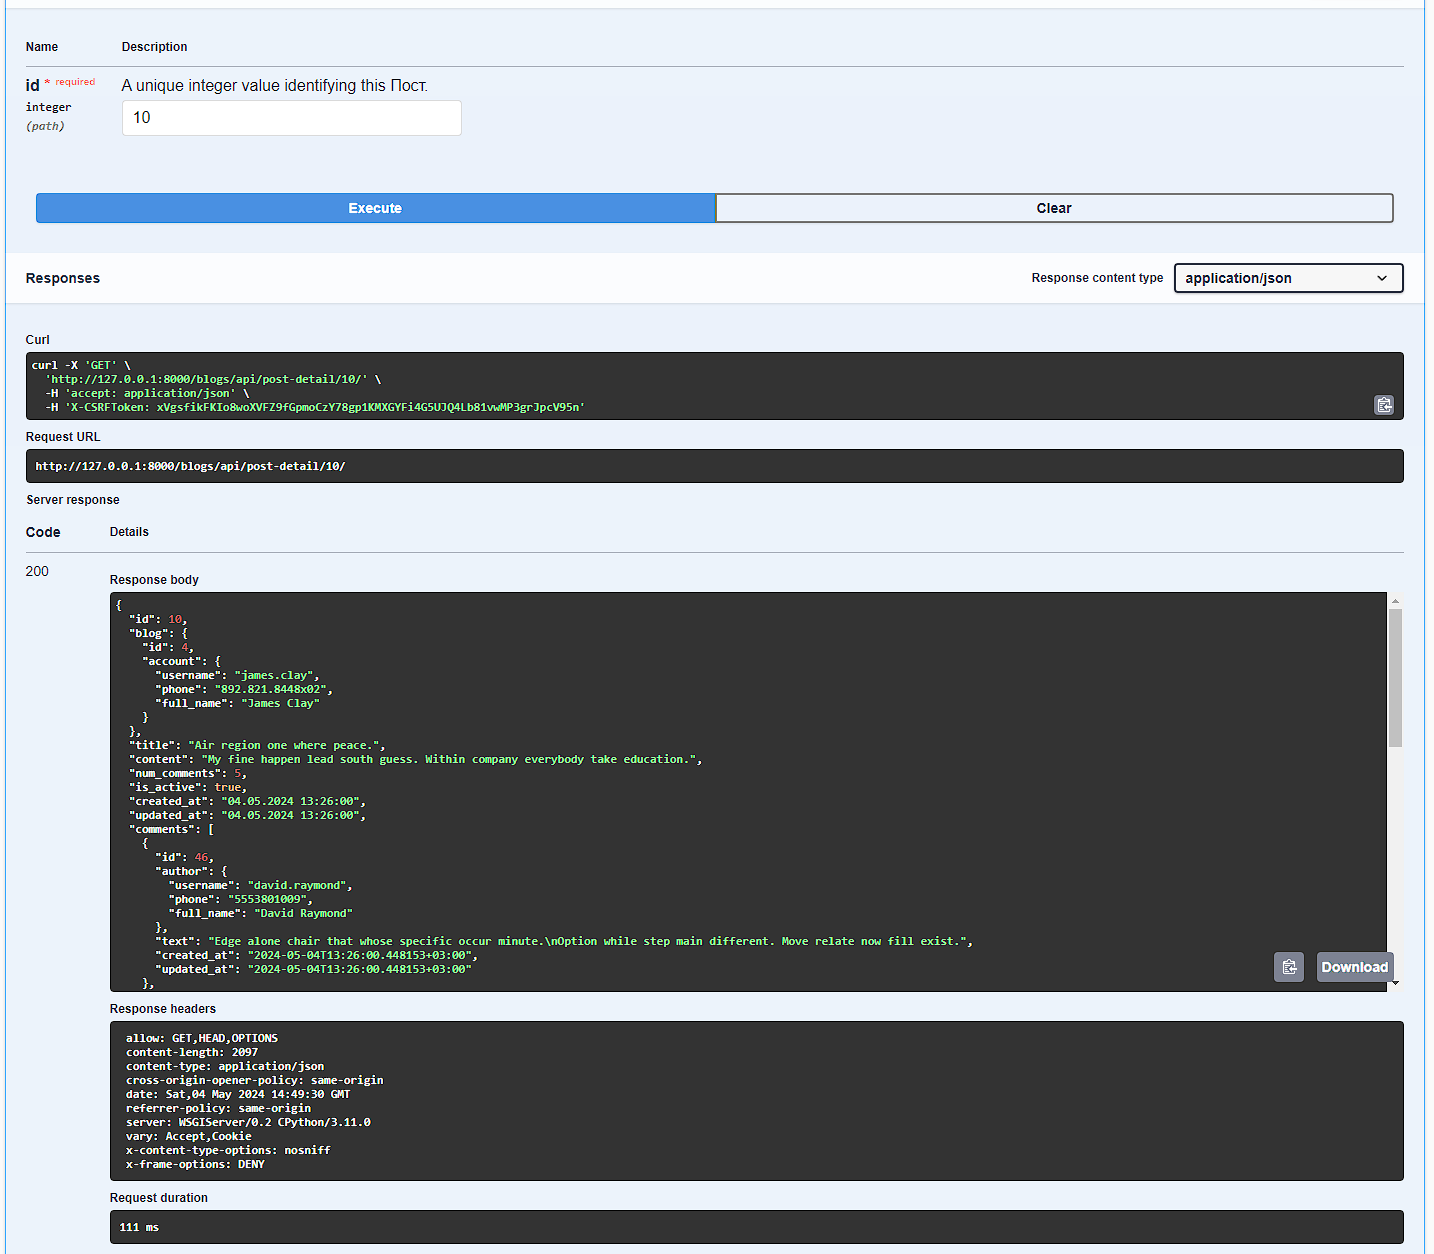 Name Description
id * required A unique integer value identifying this Пост.
integer
(path)
10
Execute Clear
Responses Response content type application/json
Curl
curl -X 'GET' \
'http://127.0.0.1:8000/blogs/api/post-detail/10/' \
-H 'accept: application/json' \
-H 'X-CSRFToken: xVgsfikFKIo8woXVFZ9fGpmoCzY78gp1KMXGYFi4G5UJQ4Lb81vwMP3grJpcV95n'
Request URL
http://127.0.0.1:8000/blogs/api/post-detail/10/
Server response
Code Details
200
Response body
{
"id": 10,
"blog": {
"id": 4,
"account": {
"username": "james.clay",
"phone": "892.821.8448x02",
"full_name": "James Clay"
}
},
"title": "Air region one where peace.",
"content": "My fine happen lead south guess. Within company everybody take education.",
"num_comments": 5,
"is_active": true,
"created_at": "04.05.2024 13:26:00",
"updated_at": "04.05.2024 13:26:00",
"comments": [
{
"id": 46,
"author": {
"username": "david.raymond",
"phone": "5553801009",
"full_name": "David Raymond"
},
"text": "Edge alone chair that whose specific occur minute.\nOption while step main different. Move relate now fill exist.",
"created_at": "2024-05-04T13:26:00.448153+03:00",
"updated_at": "2024-05-04T13:26:00.448153+03:00"
},
Download
Response headers
allow: GET,HEAD,OPTIONS
content-length: 2097
content-type: application/json
cross-origin-opener-policy: same-origin
date: Sat,04 May 2024 14:49:30 GMT
referrer-policy: same-origin
server: WSGIServer/0.2 CPython/3.11.0
vary: Accept,Cookie
x-content-type-options: nosniff
x-frame-options: DENY
Request duration
111 ms